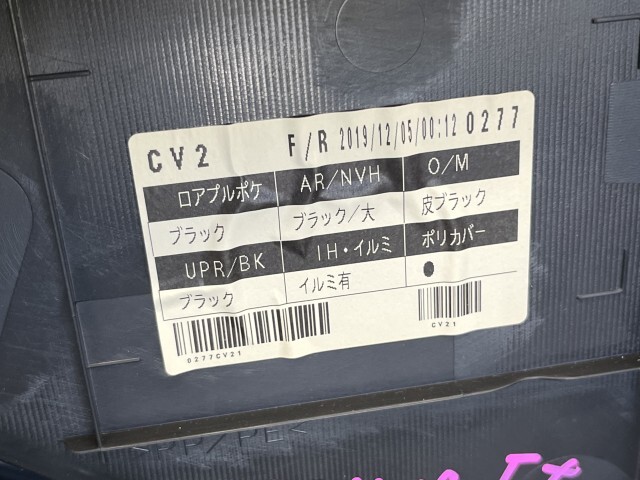 CV2 F/R 2019/12/05/00:12 0277
ロアプルポケ AR/NVH O/M
ブラック ブラック/大 皮ブラック
UPR/BK IH・イルミ ポリカバー
ブラック イルミ有 ●
0277CV21 CV21
>PP/PE<